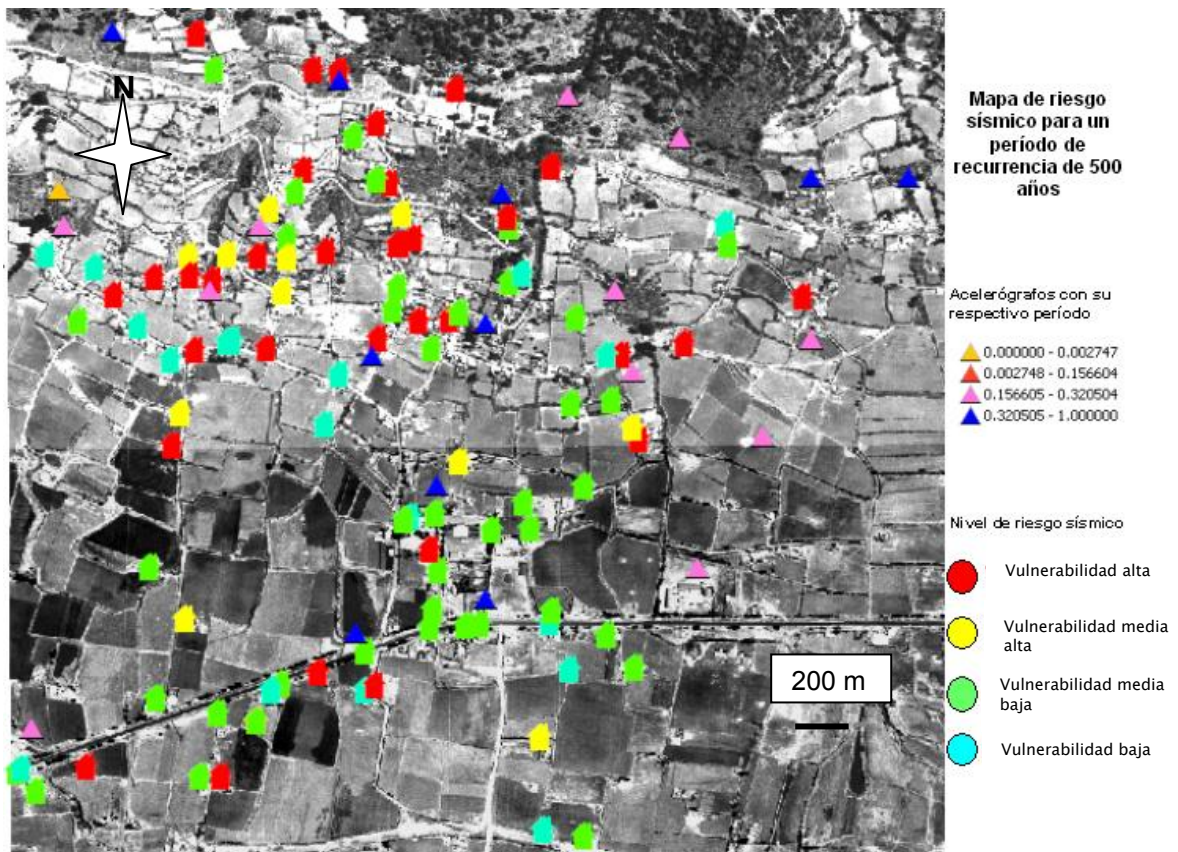 N
Mapa de riesgo
sísmico para un
período de
recurrencia de 500
años
Acelerógrafos con su
respectivo período
0.000000 - 0.002747
0.002748 - 0.156604
0.156605 - 0.320504
0.320505 - 1.000000
Nivel de riesgo sísmico
Vulnerabilidad alta
Vulnerabilidad media
alta
Vulnerabilidad media
baja
Vulnerabilidad baja
200 m